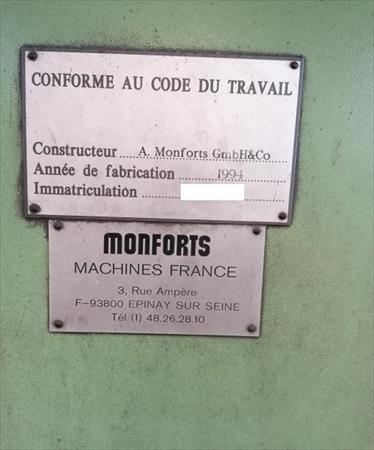 CONFORME AU CODE DU TRAVAIL
Constructeur A. Monforts GmbH&Co
Année de fabrication 1994
Immatriculation
MONFORTS
MACHINES FRANCE
3, Rue Ampère
F-93800 EPINAY SUR SEINE
Tél (1) 48.26.28.10